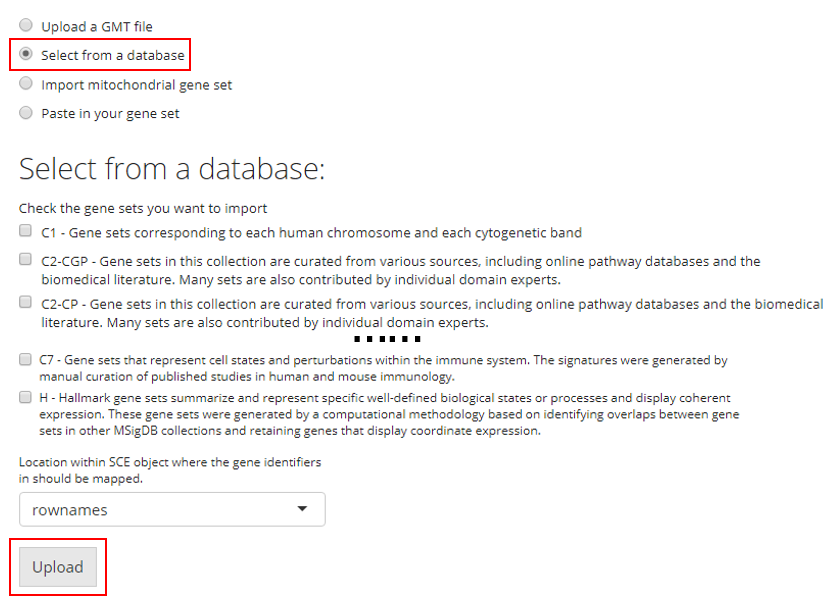 Upload a GMT file
Select from a database
Import mitochondrial gene set
Paste in your gene set
Select from a database:
Check the gene sets you want to import
C1 - Gene sets corresponding to each human chromosome and each cytogenetic band
C2-CGP - Gene sets in this collection are curated from various sources, including online pathway databases and the
biomedical literature. Many sets are also contributed by individual domain experts.
C2-CP - Gene sets in this collection are curated from various sources, including online pathway databases and the biomedical
literature. Many sets are also contributed by individual domain experts.
C7 - Gene sets that represent cell states and perturbations within the immune system. The signatures were generated by
manual curation of published studies in human and mouse immunology.
H - Hallmark gene sets summarize and represent specific well-defined biological states or processes and display coherent
expression. These gene sets were generated by a computational methodology based on identifying overlaps between gene
sets in other MSigDB collections and retaining genes that display coordinate expression.
Location within SCE object where the gene identifiers
in should be mapped.
rownames
Upload